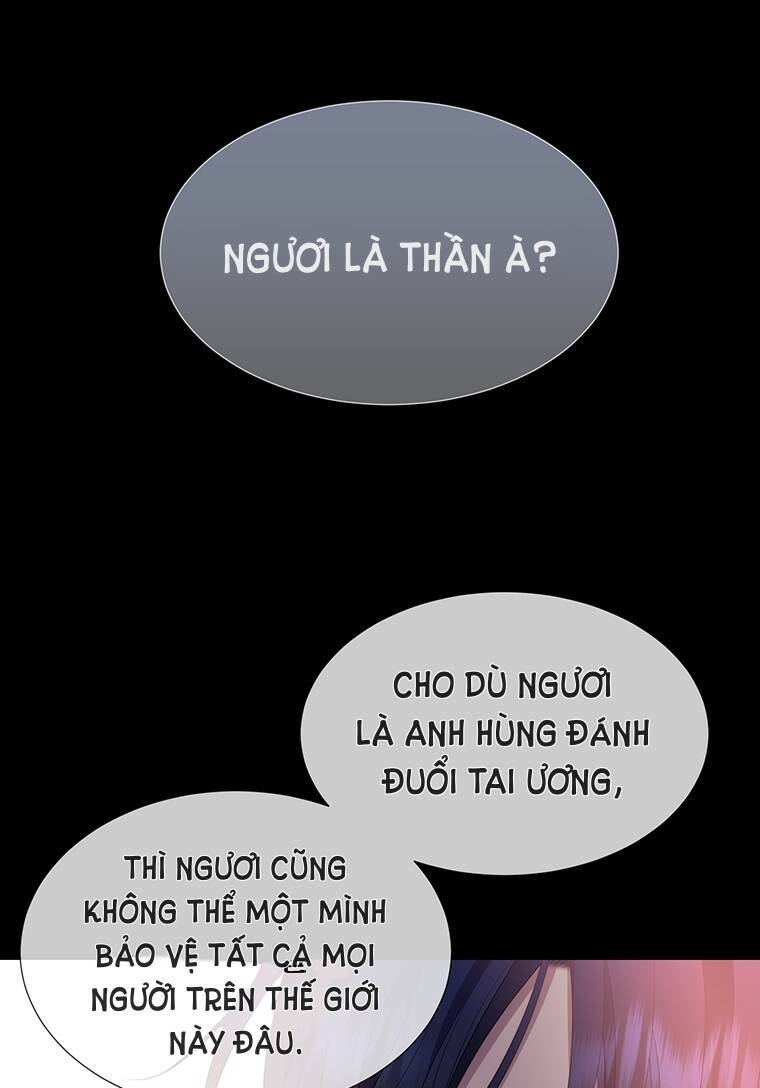 NGƯƠI LÀ THẦN À?
CHO DÙ NGƯƠI
LÀ ANH HÙNG ĐÁNH
ĐUỔI TAI ƯƠNG,
THÌ NGƯƠI CŨNG
KHÔNG THỂ MỘT MÌNH
BẢO VỆ TẤT CẢ MỌI
NGƯỜI TRÊN THẾ GIỚI
NÀY ĐÂU.